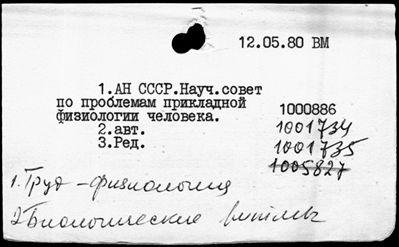 12.05.80 ВМ
1.АН СССР.Науч.совет
по проблемам прикладной
физиологии человека.
2.авт.
3.Ред.
1000886
1001734
1001735
1005827
1.Труд - физиология
2.Биологические